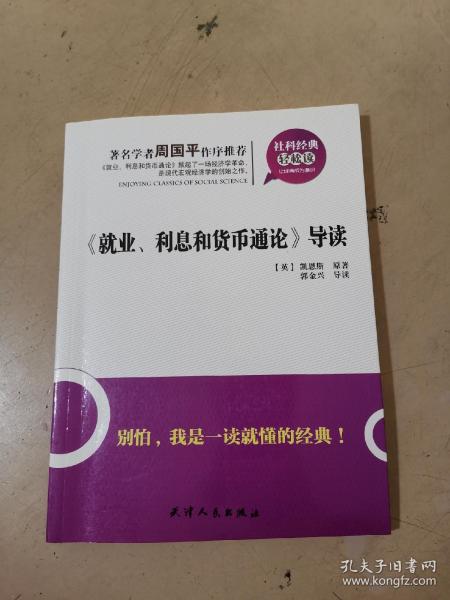 著名学者周国平作序推荐
《就业、利息和货币通论》掀起了一场经济学革命，
是现代宏观经济学的创始之作。
ENJOYING CLASSICS OF SOCIAL SCIENCE
社科经典
轻松读
《就业、利息和货币通论》导读
【英】 凯恩斯 原著
郭金兴 导读
别怕，我是一读就懂的经典！
天津人民出版社
孔夫子旧书网
www.kongfz.com